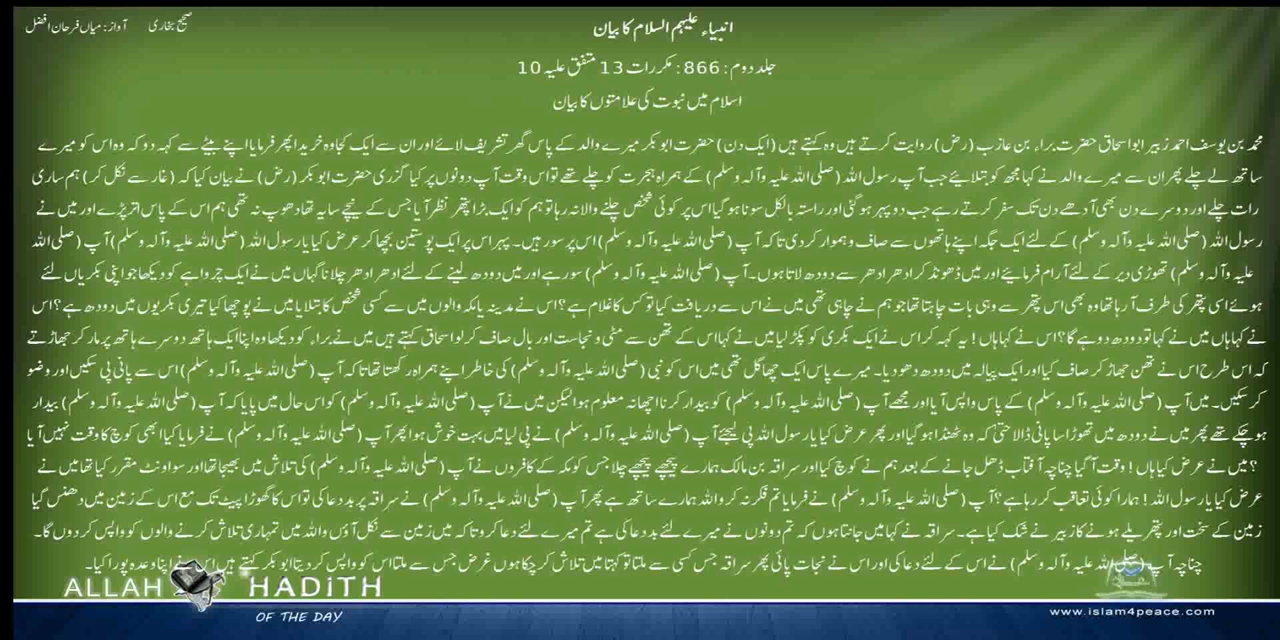 صحیح بخاری آواز: میاں فرحان افضل
انبیاء علیہم السلام کا بیان
جلد دوم: 866: مکررات 13 متفق علیہ 10
اسلام میں نبوت کی علامتوں کا بیان
محمد بن یوسف احمد زہیر ابو اسحاق حضرت براء بن عازب (رض) روایت کرتے ہیں وہ کہتے ہیں (ایک دن) حضرت ابوبکر میرے والد کے پاس گھر تشریف لائے اور ان سے ایک کجاوہ خریدا پھر فرمایا اپنے بیٹے سے کہہ دو کہ وہ اس کو میرے
ساتھ لے چلے پھر ان سے میرے والد نے کہا مجھ کو بتلائیے جب آپ رسول اللہ (صلی اللہ علیہ وآلہ وسلم) کے ہمراہ ہجرت کو چلے تھے تو اس وقت آپ دونوں پر کیا گزری حضرت ابوبکر (رض) نے بیان کیا کہ (غار سے نکل کر) ہم ساری
رات چلے اور دوسرے دن بھی آدھے دن تک سفر کرتے رہے جب دوپہر ہو گئی اور راستہ بالکل سونا ہو گیا اس پر کوئی شخص چلنے والا نہ رہا تو ہم کو ایک بڑا پتھر نظر آیا جس کے نیچے سایہ تھا دھوپ نہ تھی ہم اس کے پاس اتر پڑے اور میں نے
رسول اللہ (صلی اللہ علیہ وآلہ وسلم) کے لئے ایک جگہ اپنے ہاتھوں سے صاف و ہموار کر دی تاکہ آپ (صلی اللہ علیہ وآلہ وسلم) اس پر سو رہیں۔ پھر اس پر ایک پوستین بچھا کر عرض کیا یا رسول اللہ (صلی اللہ علیہ وآلہ وسلم) آپ (صلی اللہ
علیہ وآلہ وسلم) تھوڑی دیر کے لئے آرام فرمائیے اور میں ڈھونڈ کر ادھر ادھر سے دودھ لاتا ہوں۔ آپ (صلی اللہ علیہ وآلہ وسلم) سو رہے اور میں دودھ لینے کے لئے ادھر ادھر چلا ناگہاں میں نے ایک چرواہے کو دیکھا جو اپنی بکریاں لئے
ہوئے اسی پتھر کی طرف آ رہا تھا وہ بھی اس پتھر سے وہی بات چاہتا تھا جو ہم نے چاہی تھی میں نے اس سے دریافت کیا تو کس کا غلام ہے؟ اس نے مدینہ یا مکہ والوں میں سے کسی شخص کا بتلایا میں نے پوچھا کیا تیری بکریوں میں دودھ ہے؟ اس
نے کہا ہاں میں نے کہا تو دودھ دوہے گا؟ اس نے کہا ہاں! یہ کہہ کر اس نے ایک بکری کو پکڑ لیا میں نے کہا اس کے تھن سے مٹی و نجاست اور بال صاف کر لو اسحاق کہتے ہیں میں نے براء کو دیکھا وہ اپنا ایک ہاتھ دوسرے ہاتھ پر مار کر جھاڑتے
کہ اس طرح اس نے تھن جھاڑ کر صاف کیا اور ایک پیالہ میں دودھ دھو دیا۔ میرے پاس ایک چھاگل تھی میں اس کو نبی (صلی اللہ علیہ وآلہ وسلم) کی خاطر اپنے ہمراہ رکھتا تھا تاکہ آپ (صلی اللہ علیہ وآلہ وسلم) اس سے پانی پی سکیں اور وضو
کر سکیں۔ میں آپ (صلی اللہ علیہ وآلہ وسلم) کے پاس واپس آیا اور مجھے آپ (صلی اللہ علیہ وآلہ وسلم) کو بیدار کرنا اچھا نہ معلوم ہوا لیکن میں نے آپ (صلی اللہ علیہ وآلہ وسلم) کو اس حال میں پایا کہ آپ (صلی اللہ علیہ وآلہ وسلم) بیدار
ہو چکے تھے پھر میں نے دودھ میں تھوڑا سا پانی ڈالا حتیٰ کہ وہ ٹھنڈا ہو گیا اور پھر عرض کیا یا رسول اللہ پی لیجئے آپ (صلی اللہ علیہ وآلہ وسلم) نے پی لیا میں بہت خوش ہوا پھر آپ (صلی اللہ علیہ وآلہ وسلم) نے فرمایا کیا ابھی کوچ کا وقت نہیں آیا
؟ میں نے عرض کیا ہاں! وقت آ گیا چنانچہ آفتاب ڈھل جانے کے بعد ہم نے کوچ کیا اور سراقہ بن مالک ہمارے پیچھے پیچھے چلا جس کو مکہ کے کافروں نے آپ (صلی اللہ علیہ وآلہ وسلم) کی تلاش میں بھیجا تھا اور سو اونٹ مقرر کیا تھا میں نے
عرض کیا یا رسول اللہ! ہمارا کوئی تعاقب کر رہا ہے؟ آپ (صلی اللہ علیہ وآلہ وسلم) نے فرمایا تم فکر نہ کرو اللہ ہمارے ساتھ ہے پھر آپ (صلی اللہ علیہ وآلہ وسلم) نے سراقہ پر بد دعا کی تو اس کا گھوڑا پیٹ تک مع اس کے زمین میں دھنس گیا
زمین کے سخت اور پتھریلے ہونے کا زہیر نے شک کیا ہے۔ سراقہ نے کہا میں جانتا ہوں کہ تم دونوں نے میرے لئے بد دعا کی ہے تم میرے لئے دعا کرو تاکہ میں زمین سے نکل آؤں واللہ میں تمہاری تلاش کرنے والوں کو واپس کر دوں گا۔
چنانچہ آپ (صلی اللہ علیہ وآلہ وسلم) نے اس کے لئے دعا کی اور اس نے نجات پائی پھر سراقہ جس کسی سے ملتا تو کہتا میں تلاش کر چکا ہوں غرض جس سے ملتا اس کو واپس کر دیتا ابوبکر کہتے ہیں اس نے اپنا وعدہ پورا کیا۔
ALLAH HADITH
OF THE DAY
www.islam4peace.com